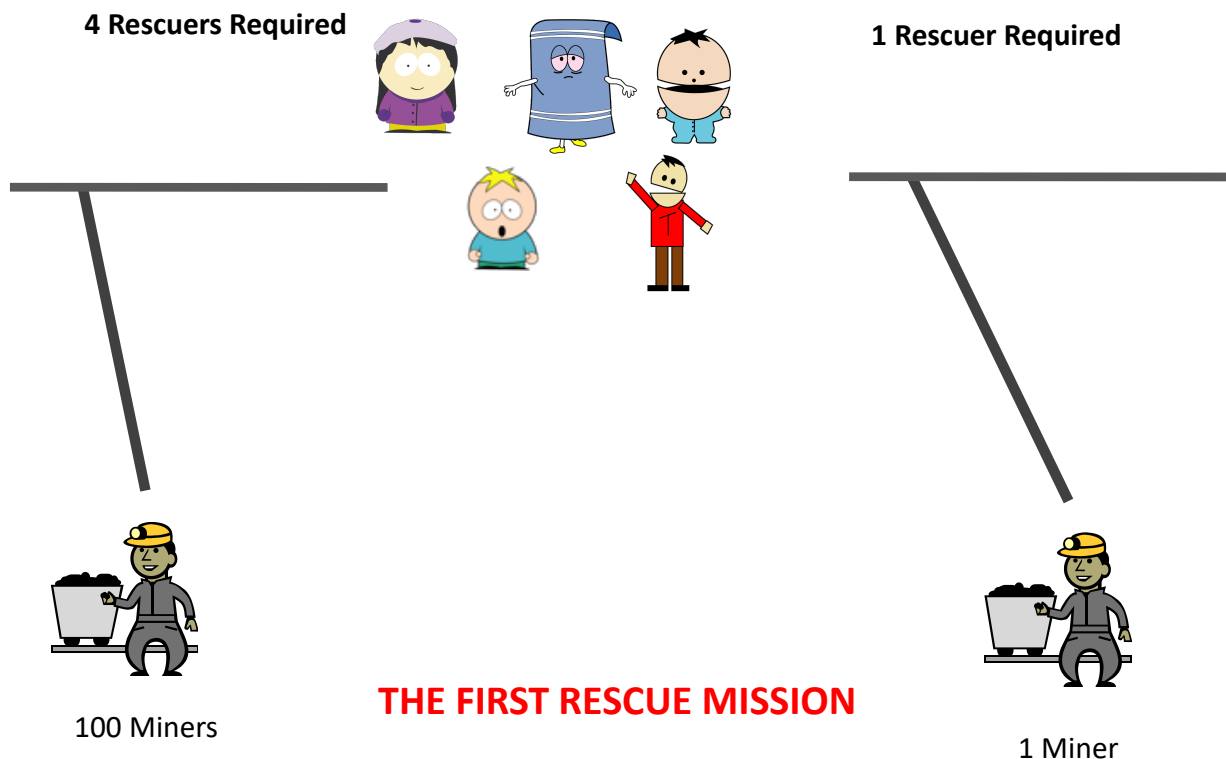 4 Rescuers Required
1 Rescuer Required
THE FIRST RESCUE MISSION
100 Miners
1 Miner